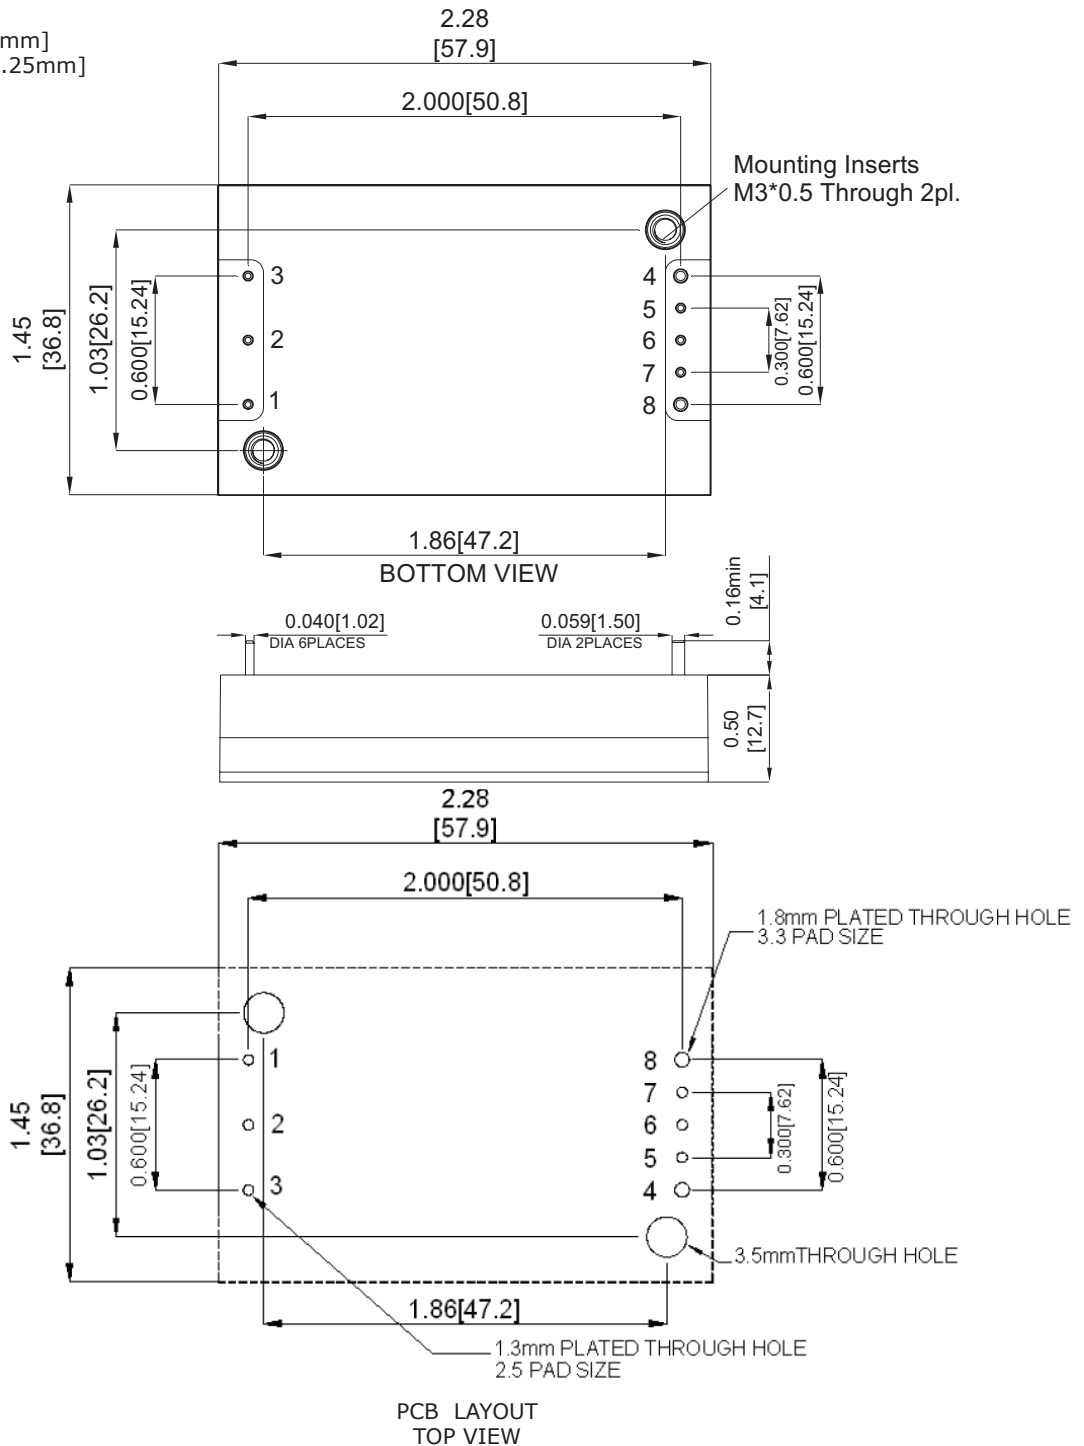 mm]
.25mm]
2.28
[57.9]
2.000[50.8]
Mounting Inserts
M3*0.5 Through 2pl.
1.45
[36.8]
1.03[26.2]
0.600[15.24]
3
2
1
4
5
6
7
8
0.300[7.62]
0.600[15.24]
1.86[47.2]
BOTTOM VIEW
0.040[1.02]
DIA 6PLACES
0.059[1.50]
DIA 2PLACES
0.16min
[4.1]
0.50
[12.7]
2.28
[57.9]
2.000[50.8]
1.8mm PLATED THROUGH HOLE
3.3 PAD SIZE
1.45
[36.8]
1.03[26.2]
0.600[15.24]
1
2
3
8
7
6
5
4
0.300[7.62]
0.600[15.24]
3.5mmTHROUGH HOLE
1.86[47.2]
1.3mm PLATED THROUGH HOLE
2.5 PAD SIZE
PCB LAYOUT
TOP VIEW